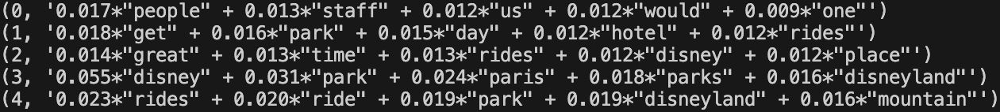 (0, '0.017*"people" + 0.013*"staff" + 0.012*"us" + 0.012*"would" + 0.009*"one"')
(1, '0.018*"get" + 0.016*"park" + 0.015*"day" + 0.012*"hotel" + 0.012*"rides"')
(2, '0.014*"great" + 0.013*"time" + 0.013*"rides" + 0.012*"disney" + 0.012*"place"')
(3, '0.055*"disney" + 0.031*"park" + 0.024*"paris" + 0.018*"parks" + 0.016*"disneyland"')
(4, '0.023*"rides" + 0.020*"ride" + 0.019*"park" + 0.019*"disneyland" + 0.016*"mountain"')